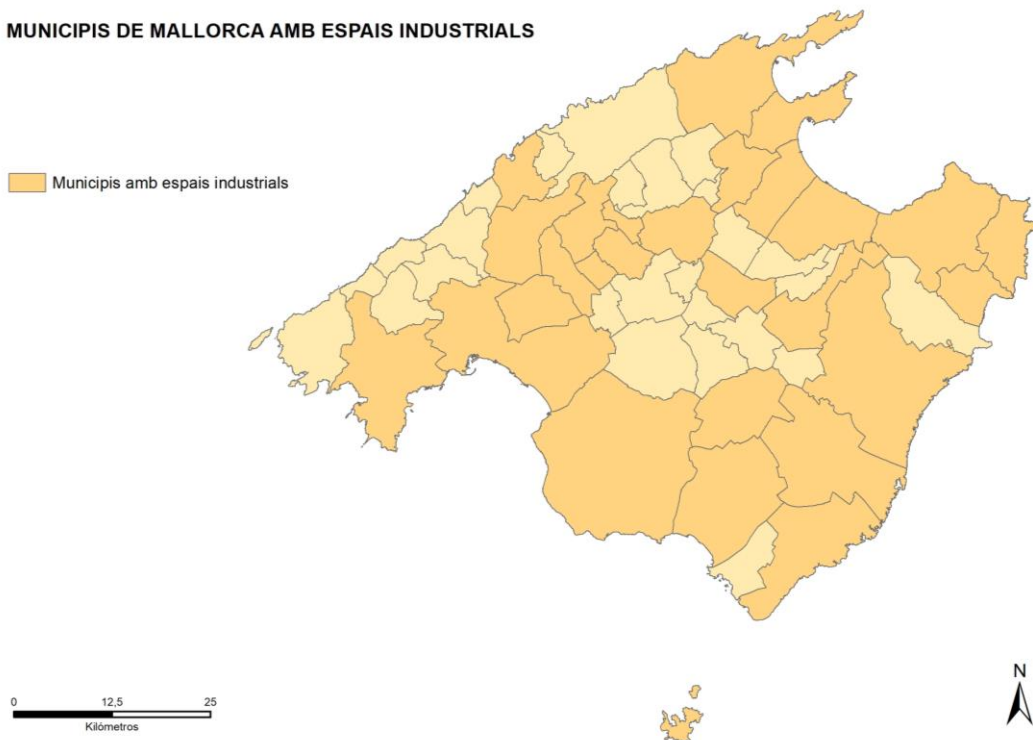 MUNICIPIS DE MALLORCA AMB ESPAIS INDUSTRIALS
Municipis amb espais industrials
0 12,5 25
Kilómetros
N